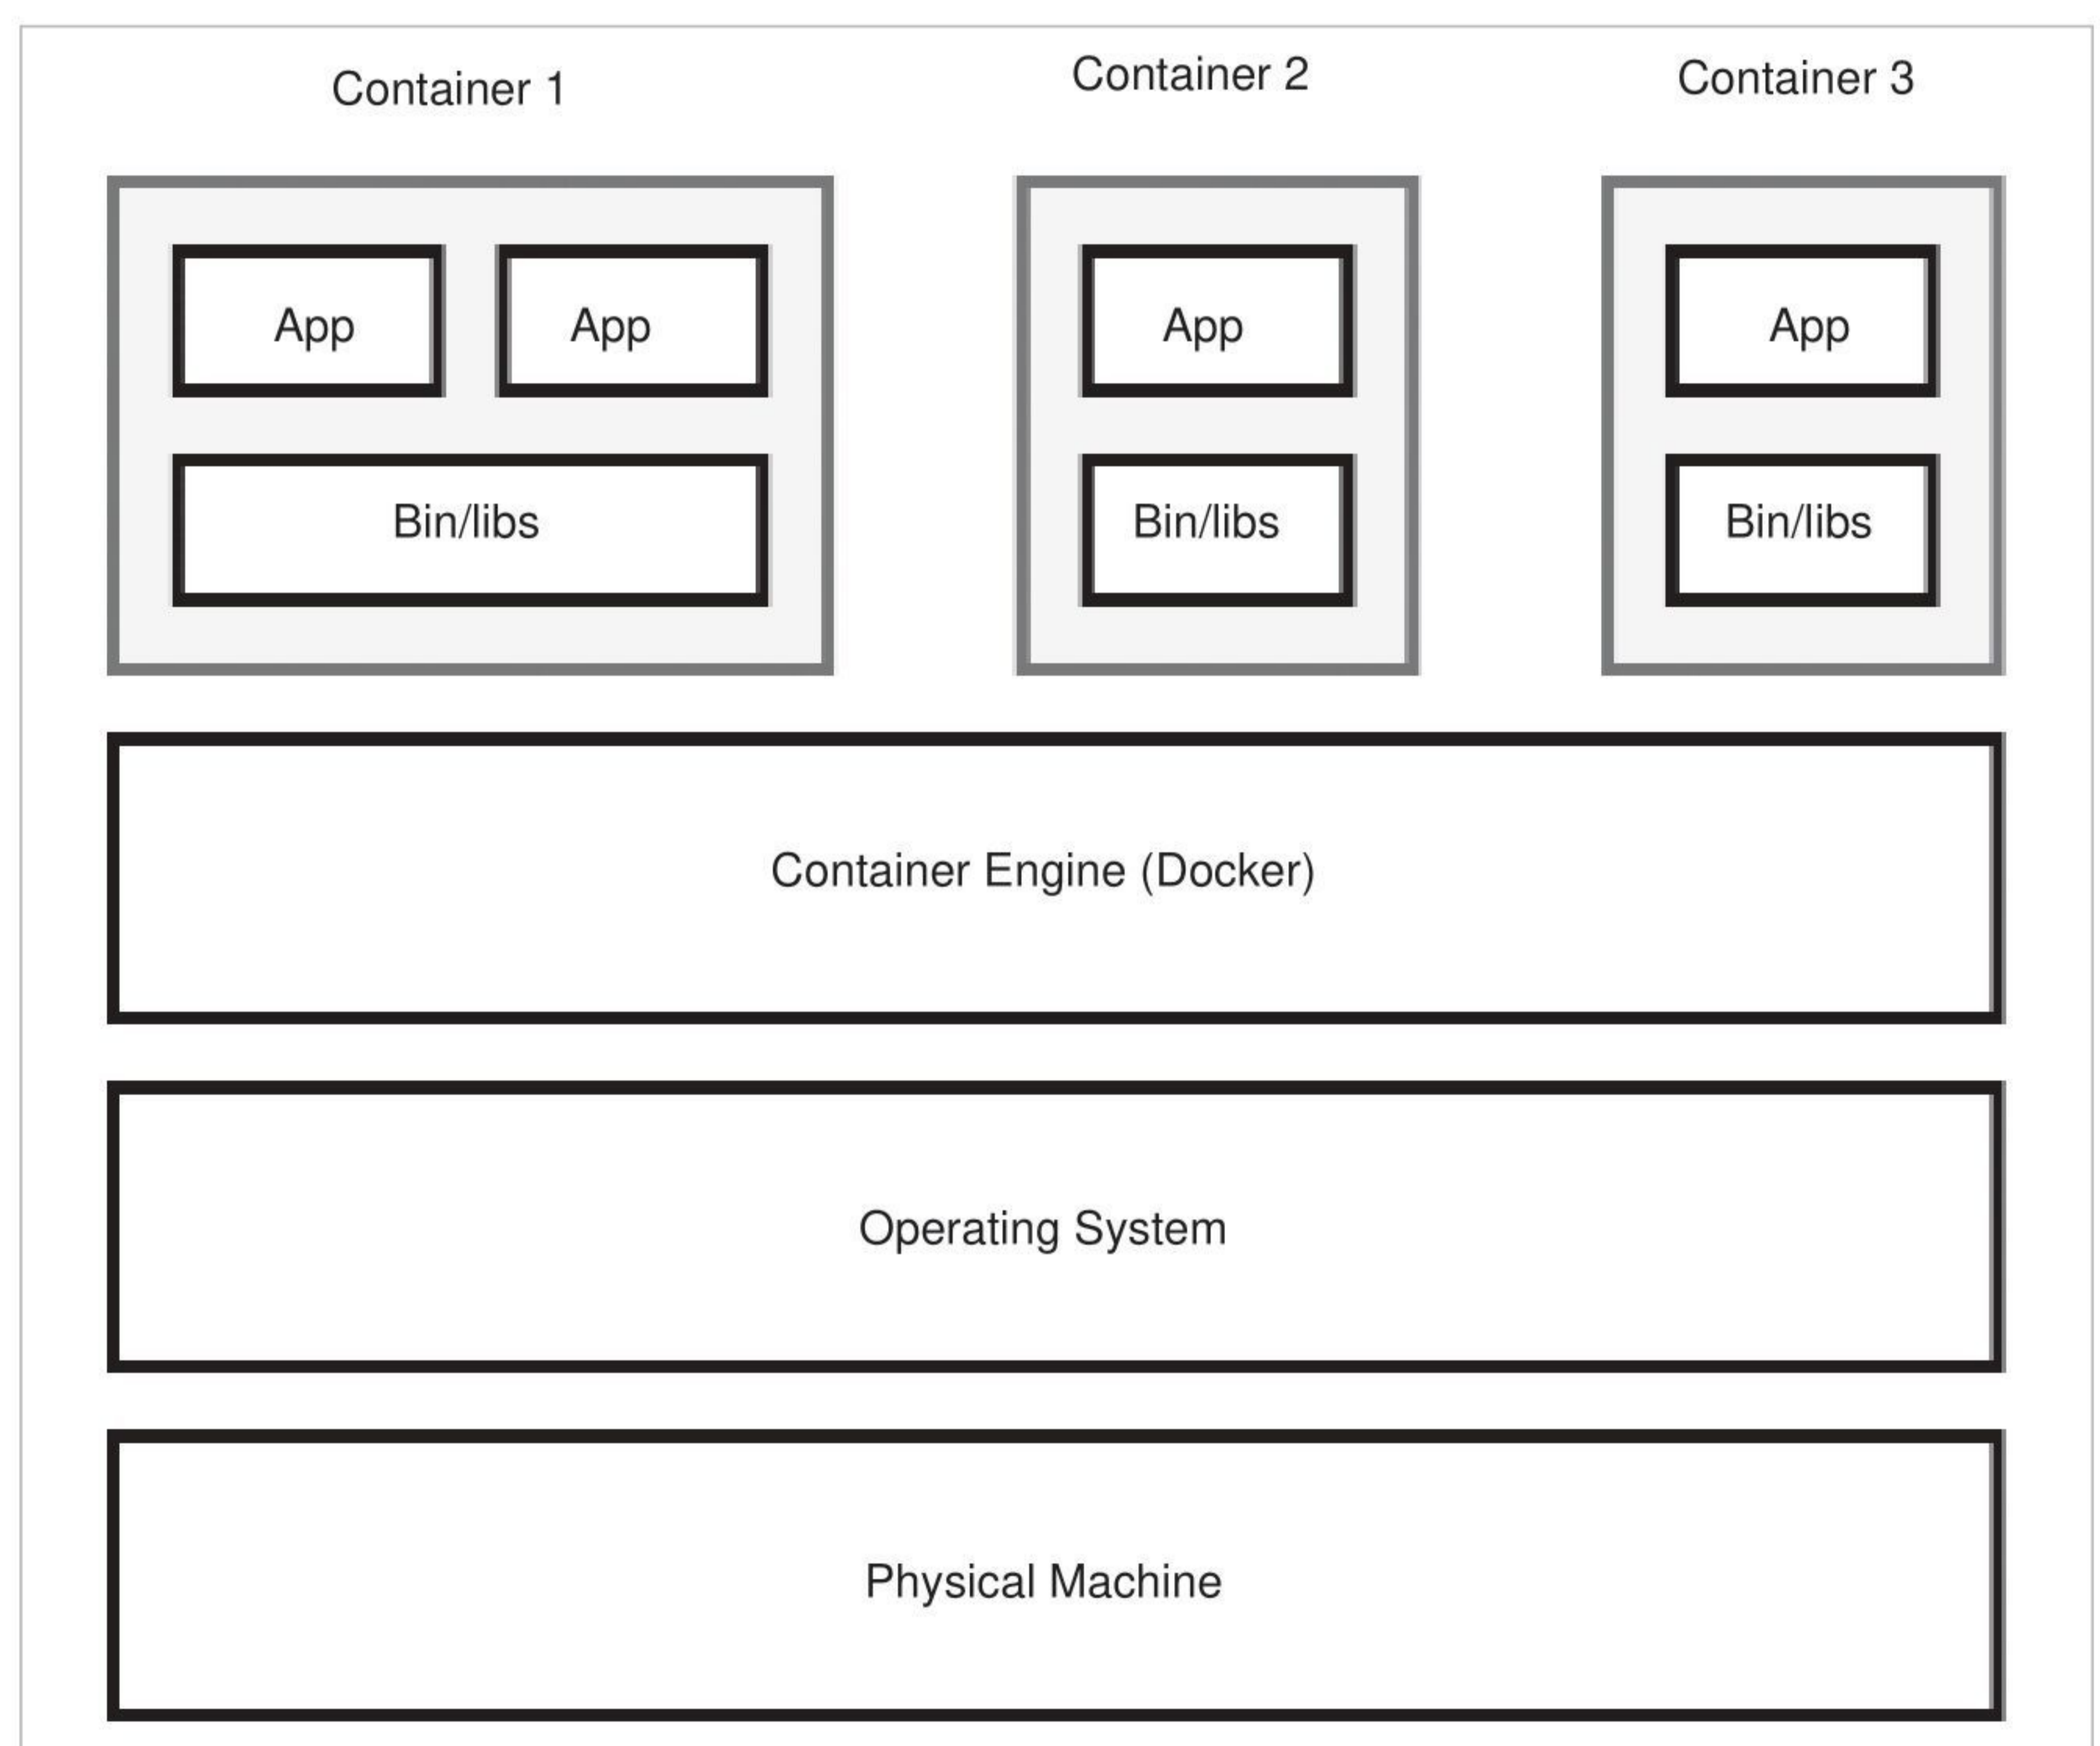 Container 1
Container 2
Container 3
App
App
App
App
Bin/libs
Bin/libs
Bin/libs
Container Engine (Docker)
Operating System
Physical Machine